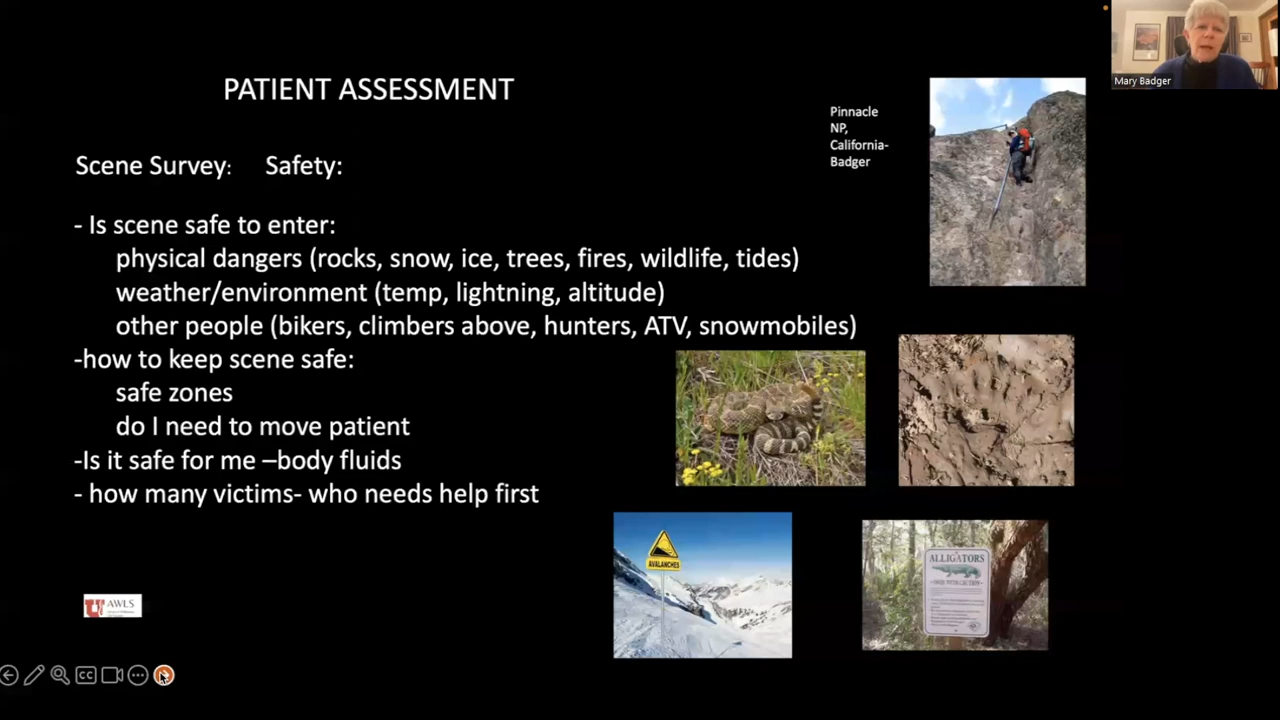 PATIENT ASSESSMENT
Mary Badger
Pinnacle
NP,
California-
Badger
Scene Survey: Safety:
- Is scene safe to enter:
physical dangers (rocks, snow, ice, trees, fires, wildlife, tides)
weather/environment (temp, lightning, altitude)
other people (bikers, climbers above, hunters, ATV, snowmobiles)
-how to keep scene safe:
safe zones
do I need to move patient
-Is it safe for me –body fluids
- how many victims- who needs help first
AVALANCHES
ALLIGATORS
U AWLS
CC